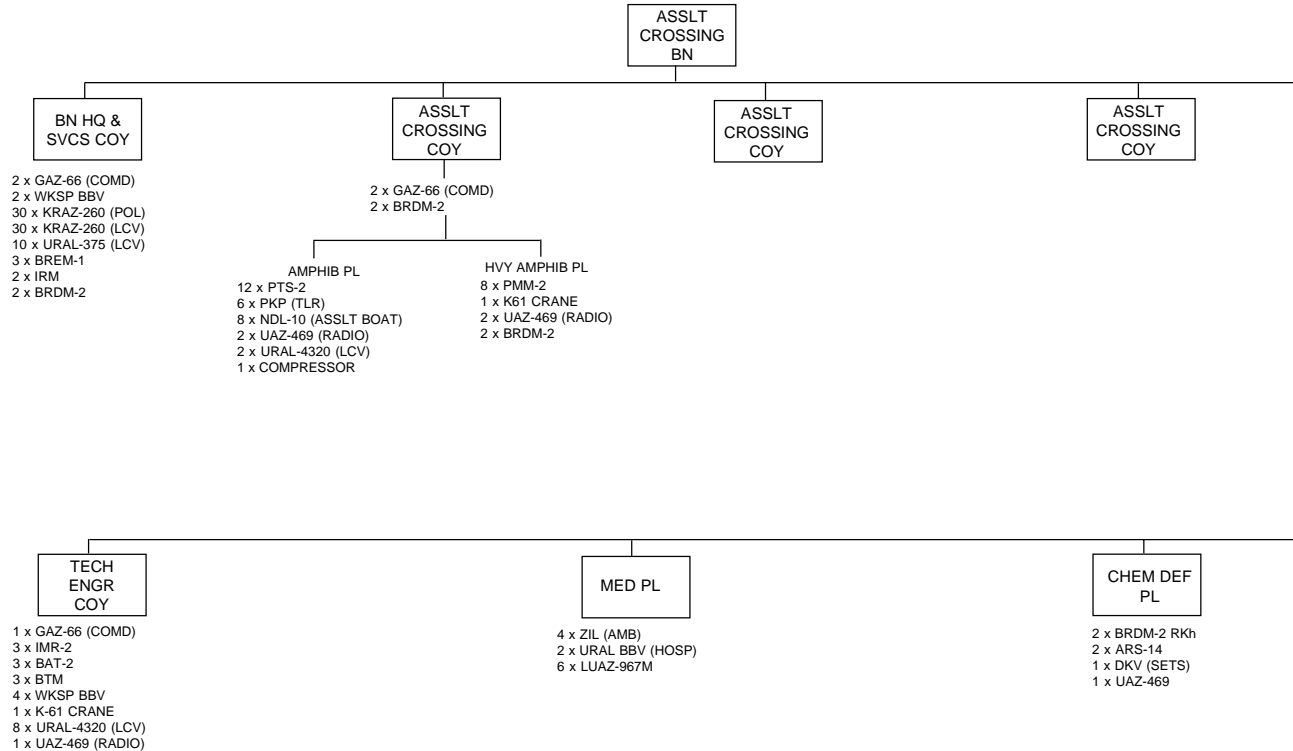 ASSLT
CROSSING
BN
BN HQ &
SVCS COY
2 x GAZ-66 (COMD)
2 x WKSP BBV
30 x KRAZ-260 (POL)
30 x KRAZ-260 (LCV)
10 x URAL-375 (LCV)
3 x BREM-1
2 x IRM
2 x BRDM-2
ASSLT
CROSSING
COY
2 x GAZ-66 (COMD)
2 x BRDM-2
AMPHIB PL
12 x PTS-2
6 x PKP (TLR)
8 x NDL-10 (ASSLT BOAT)
2 x UAZ-469 (RADIO)
2 x URAL-4320 (LCV)
1 x COMPRESSOR
HVY AMPHIB PL
8 x PMM-2
1 x K61 CRANE
2 x UAZ-469 (RADIO)
2 x BRDM-2
ASSLT
CROSSING
COY
ASSLT
CROSSING
COY
TECH
ENGR
COY
1 x GAZ-66 (COMD)
3 x IMR-2
3 x BAT-2
3 x BTM
4 x WKSP BBV
1 x K-61 CRANE
8 x URAL-4320 (LCV)
1 x UAZ-469 (RADIO)
MED PL
4 x ZIL (AMB)
2 x URAL BBV (HOSP)
6 x LUAZ-967M
CHEM DEF
PL
2 x BRDM-2 RKh
2 x ARS-14
1 x DKV (SETS)
1 x UAZ-469